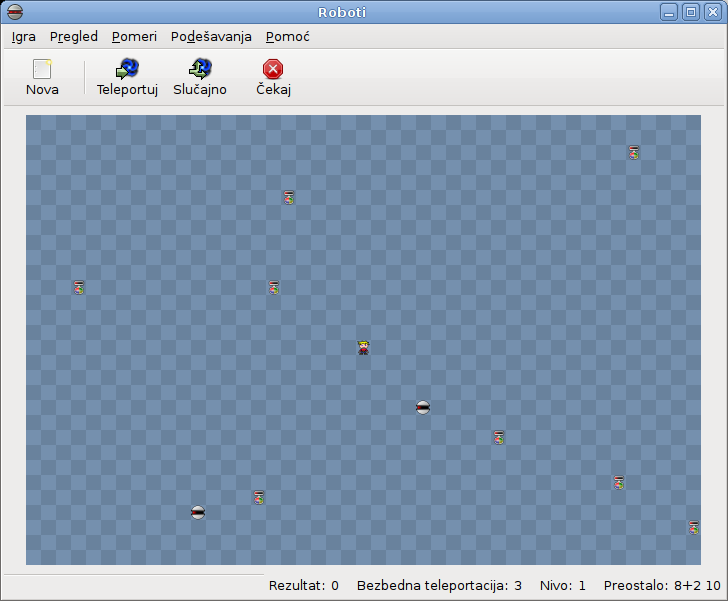 Roboti
Igra Pregled Pomeri Podešavanja Pomoć
Nova Teleportuj Slučajno Čekaj
Rezultat: 0 Bezbedna teleportacija: 3 Nivo: 1 Preostalo: 8+2 10